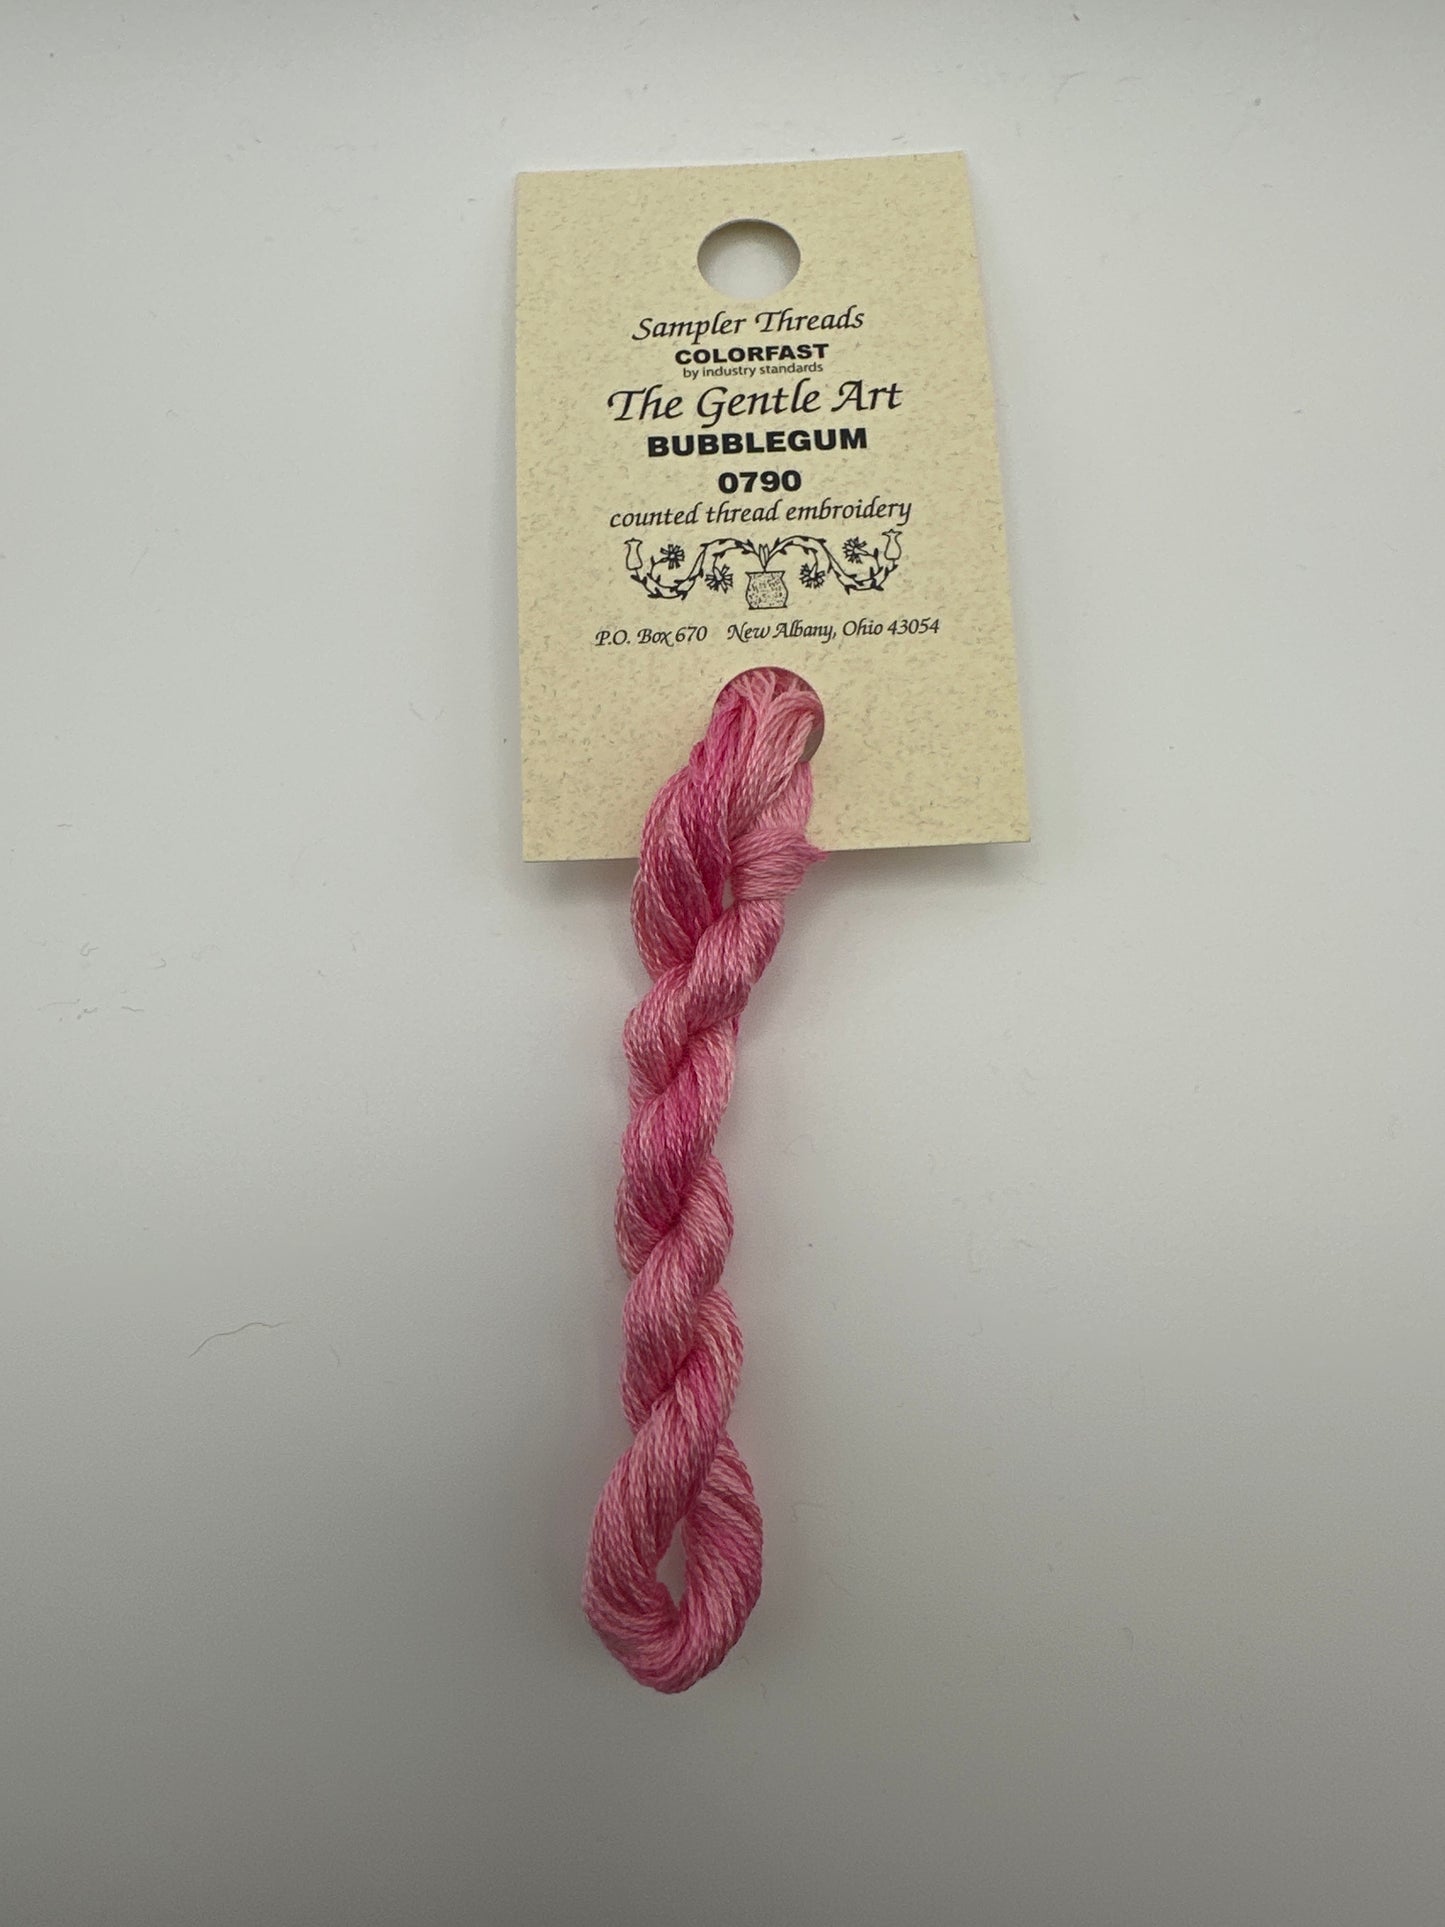 Sampler Threads
COLORFAST
by industry standards
The Gentle Art
BUBBLEGUM
0790
counted thread embroidery
P.O. Box 670 New Albany, Ohio 43054